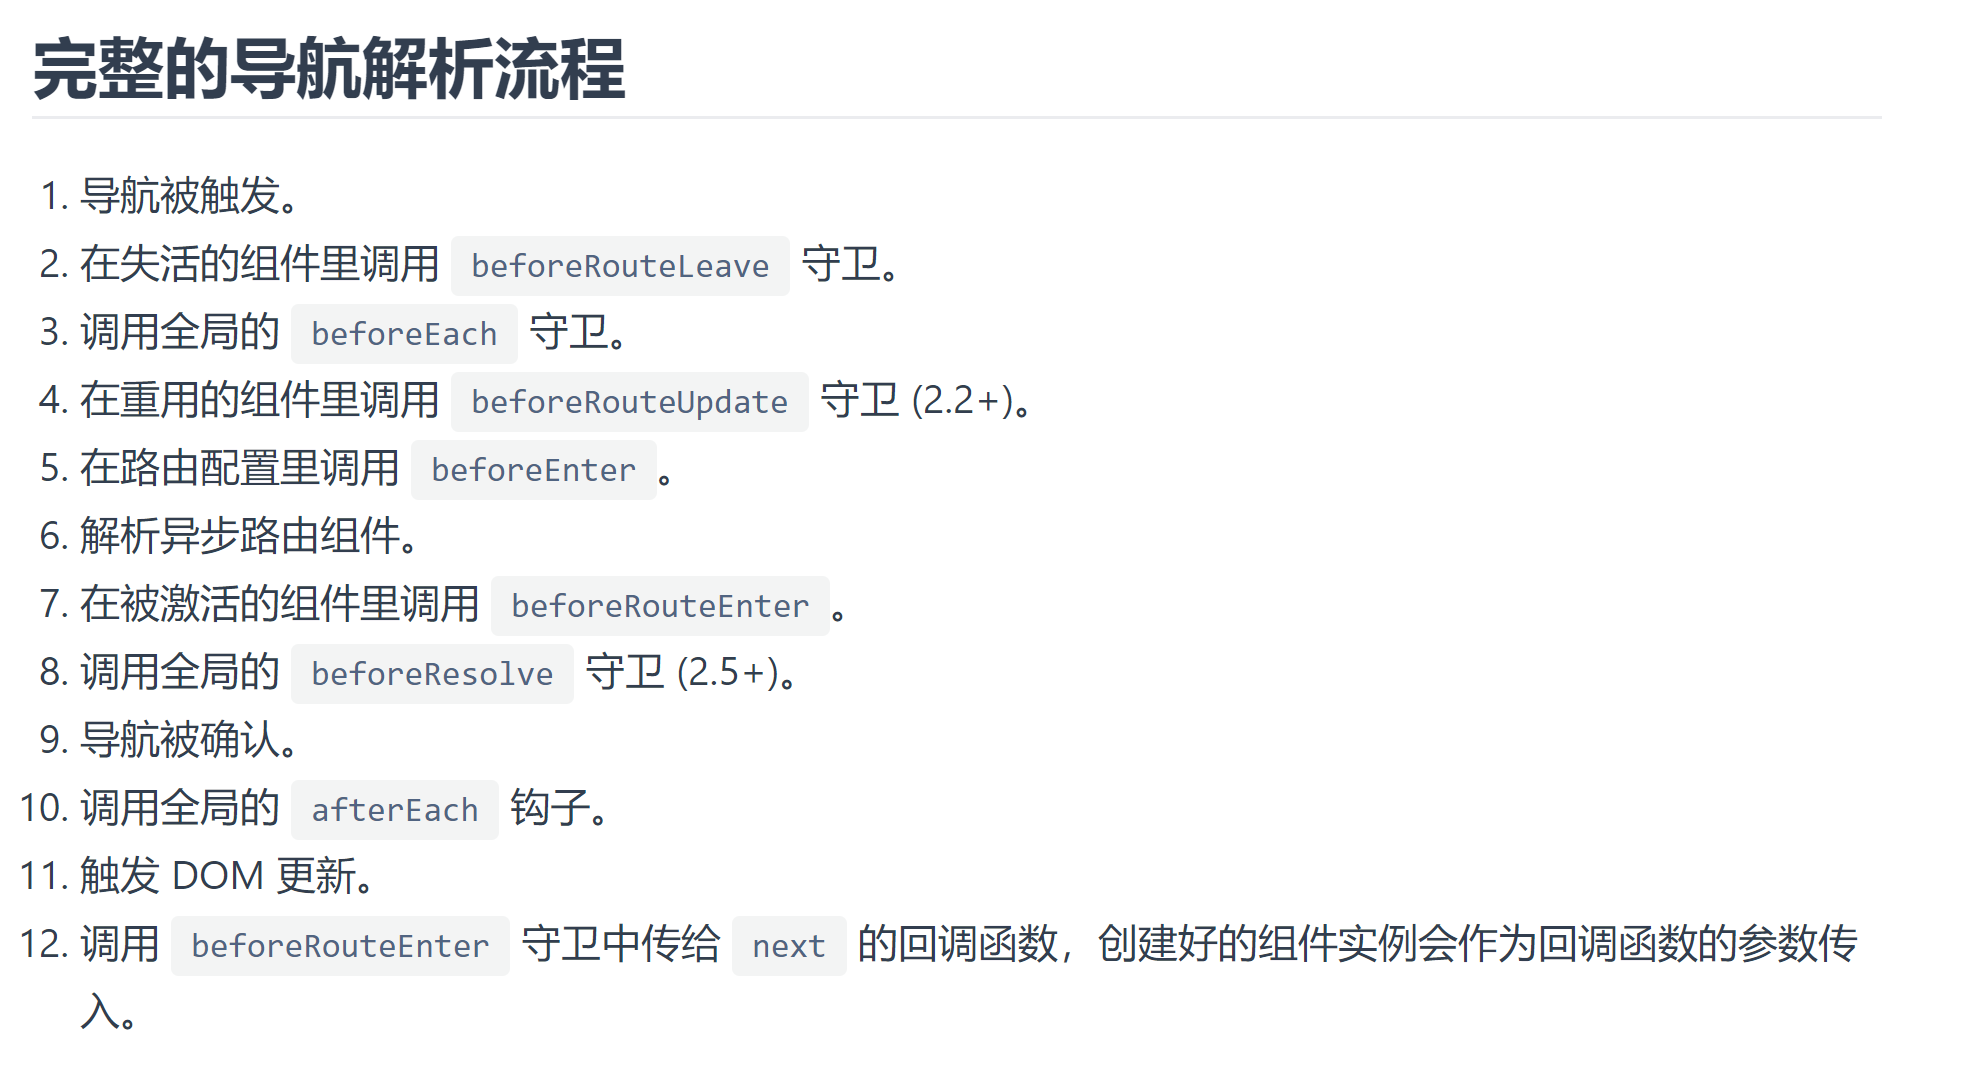 完整的导航解析流程
1. 导航被触发。
2. 在失活的组件里调用 beforeRouteLeave 守卫。
3. 调用全局的 beforeEach 守卫。
4. 在重用的组件里调用 beforeRouteUpdate 守卫 (2.2+)。
5. 在路由配置里调用 beforeEnter。
6. 解析异步路由组件。
7. 在被激活的组件里调用 beforeRouteEnter。
8. 调用全局的 beforeResolve 守卫 (2.5+)。
9. 导航被确认。
10. 调用全局的 afterEach 钩子。
11. 触发 DOM 更新。
12. 调用 beforeRouteEnter 守卫中传给 next 的回调函数，创建好的组件实例会作为回调函数的参数传
入。